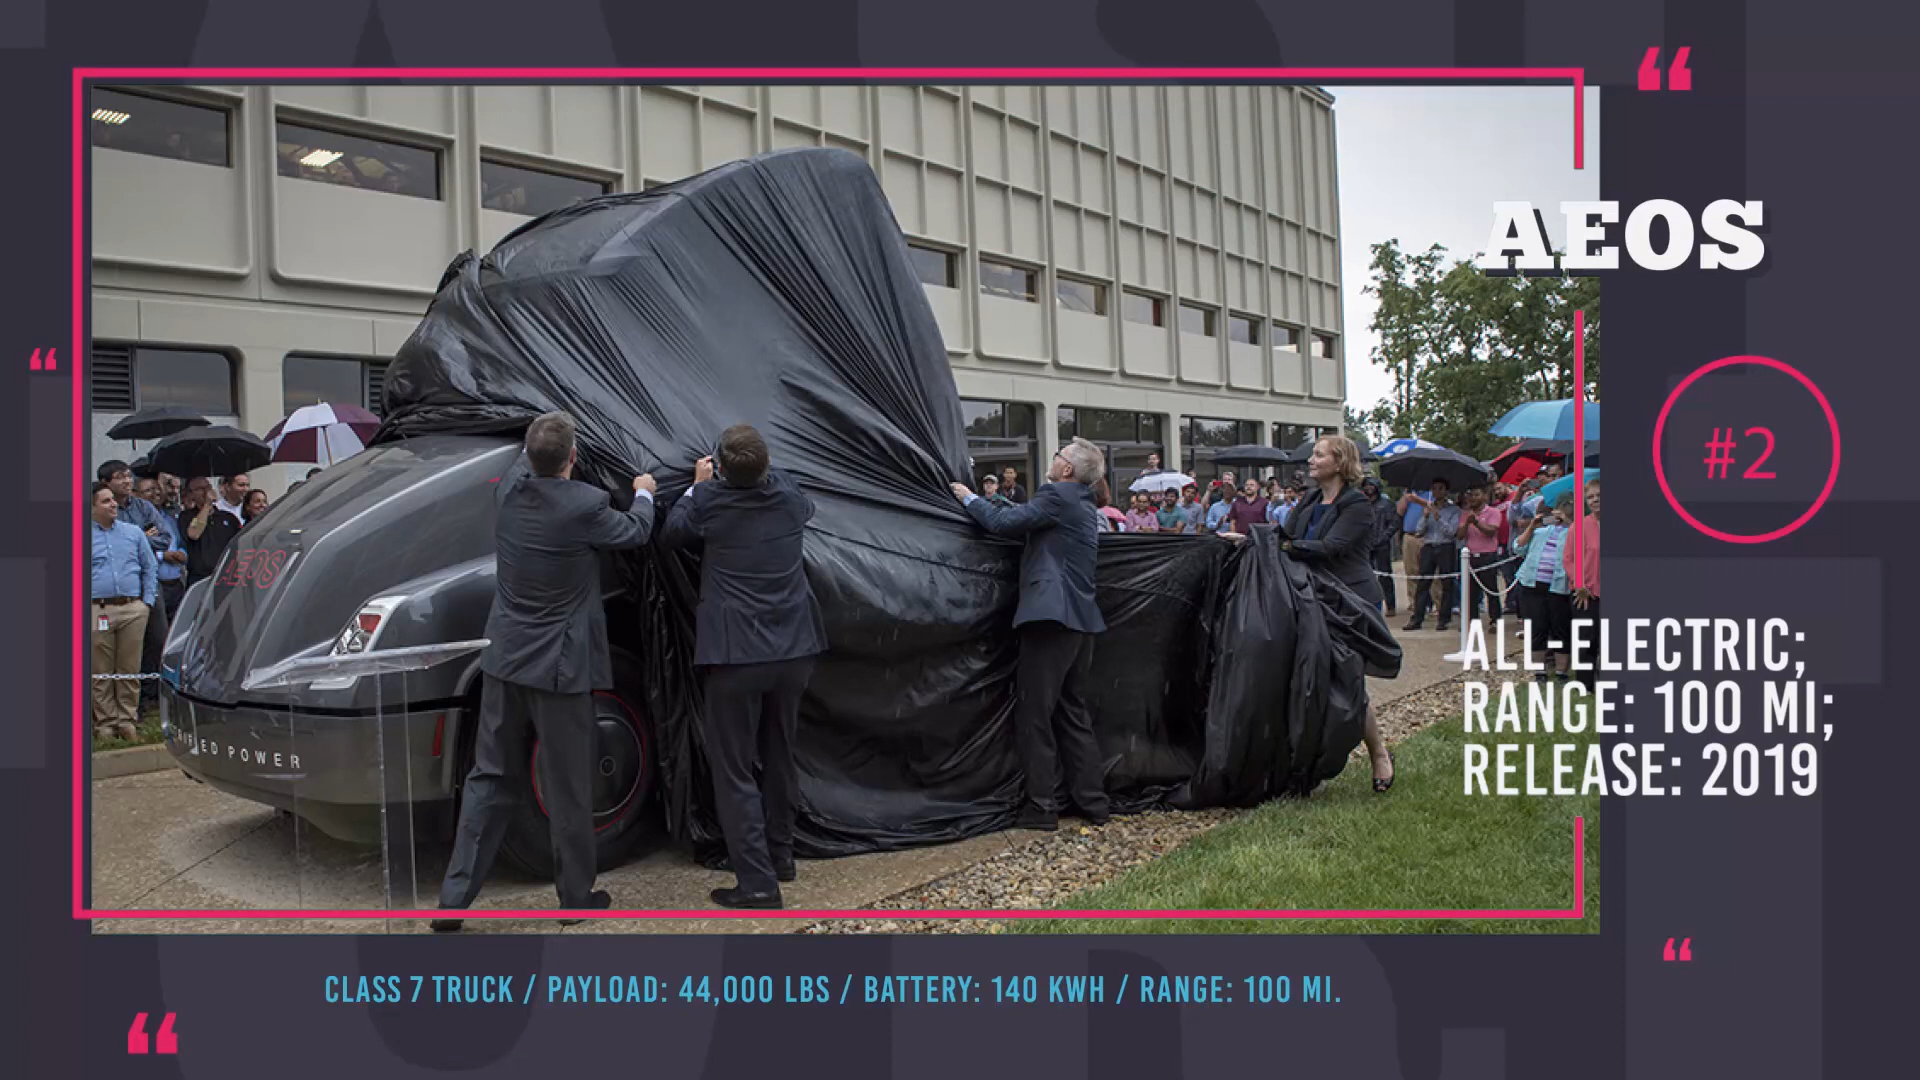 AEOS
#2
AEOS
ALL-ELECTRIC;
RANGE: 100 MI;
RELEASE: 2019
ED POWER
CLASS 7 TRUCK / PAYLOAD: 44,000 LBS / BATTERY: 140 KWH / RANGE: 100 MI.